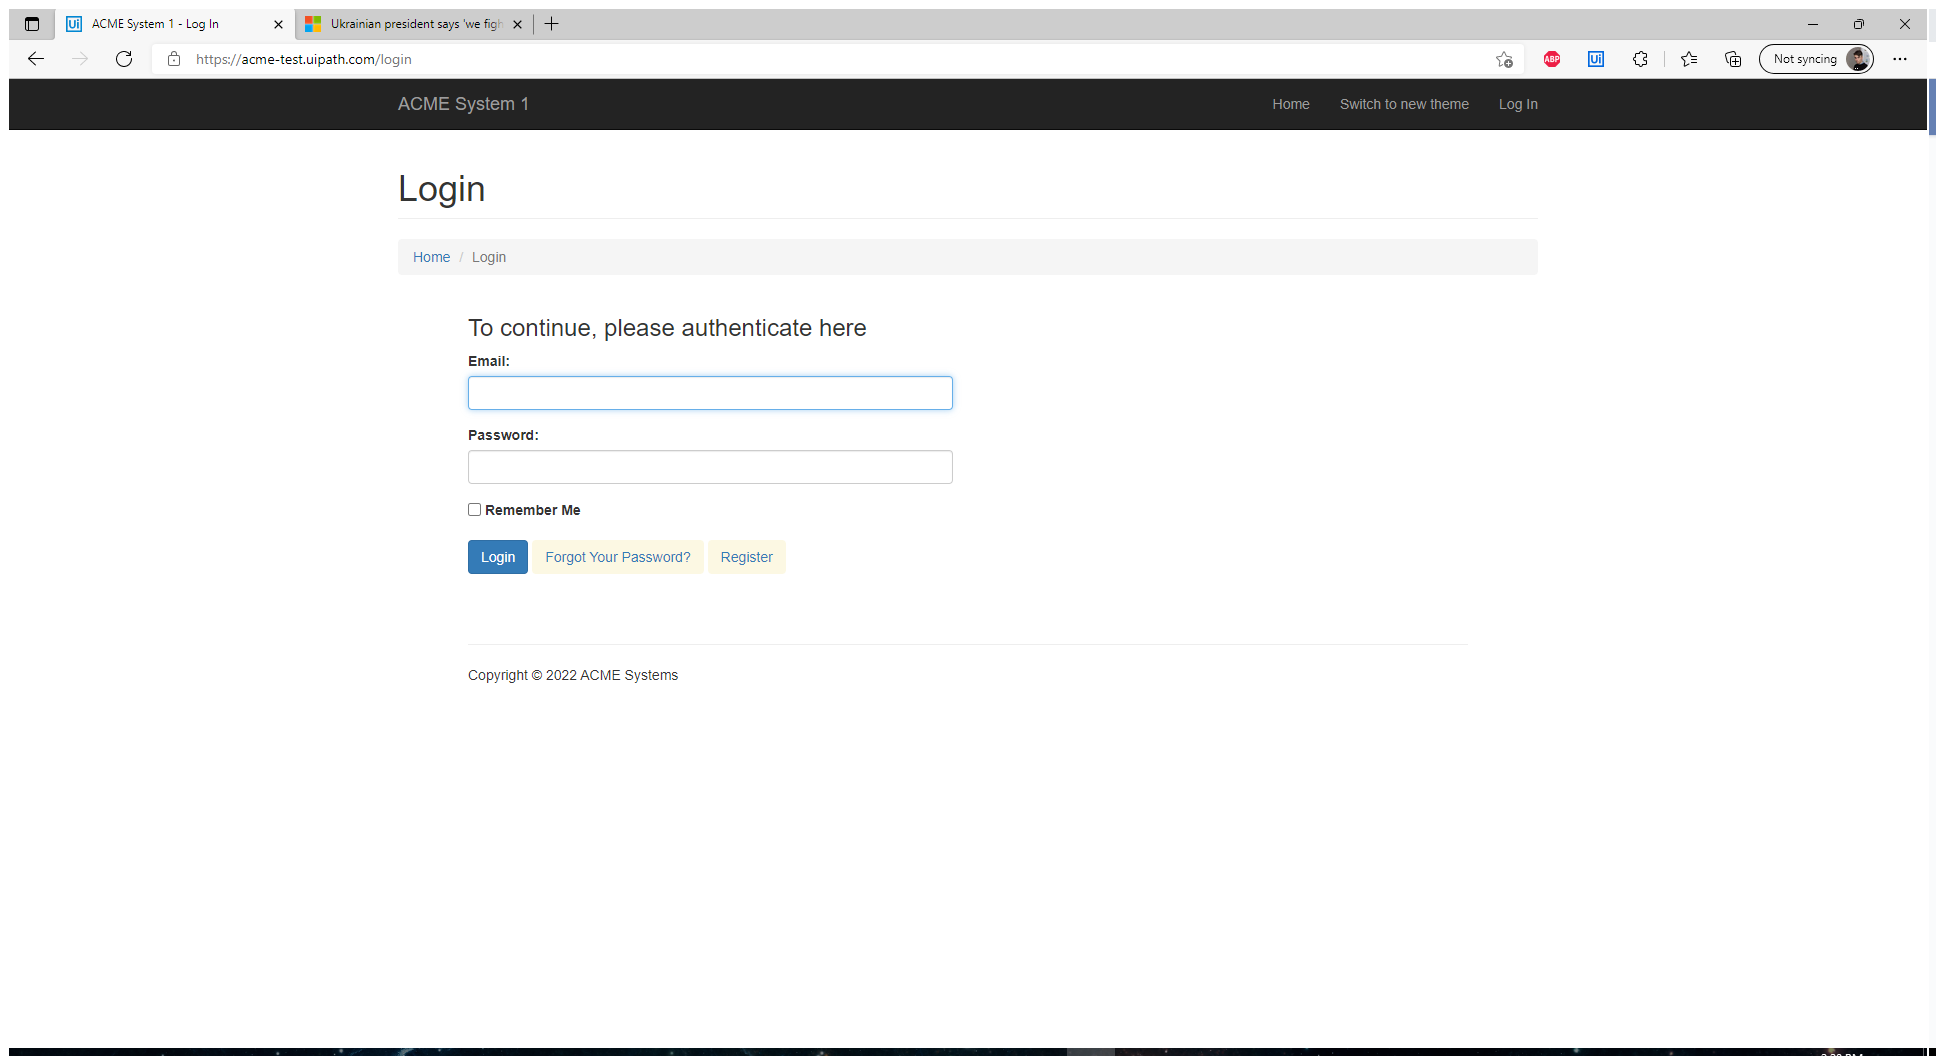 ACME System 1 - Log In
Ukrainian president says 'we figh
https://acme-test.uipath.com/login
ABP
Ui
Not syncing
ACME System 1
Home
Switch to new theme
Log In
Login
Home / Login
To continue, please authenticate here
Email:
Password:
Remember Me
Login
Forgot Your Password?
Register
Copyright © 2022 ACME Systems